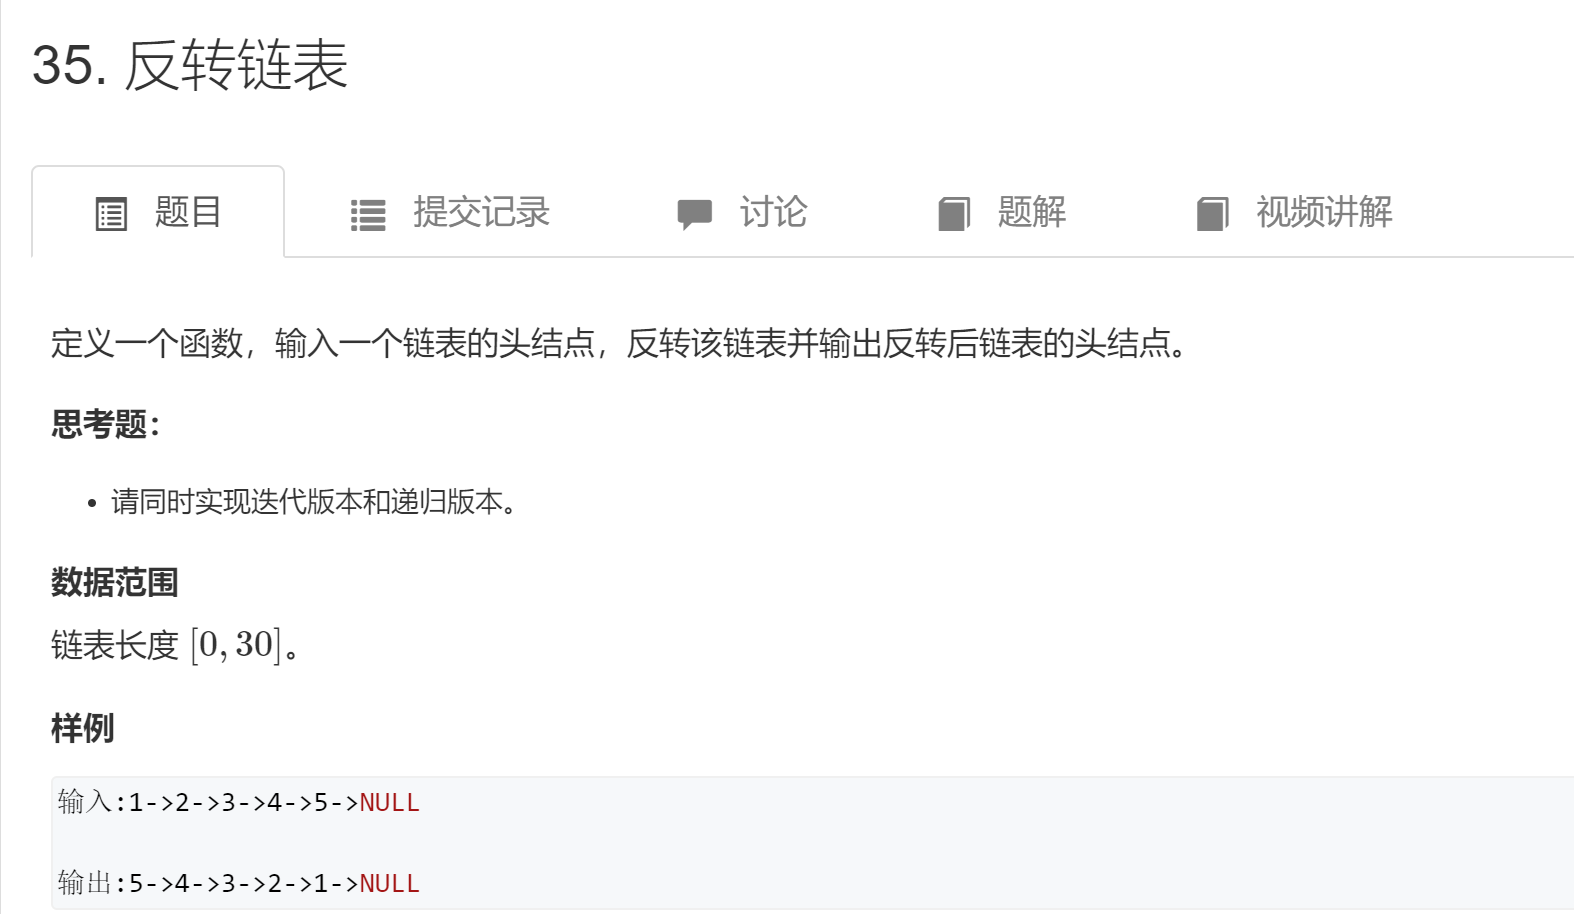 35. 反转链表
题目 提交记录 讨论 题解 视频讲解
定义一个函数，输入一个链表的头结点，反转该链表并输出反转后链表的头结点。
思考题：
• 请同时实现迭代版本和递归版本。
数据范围
链表长度 [0, 30]。
样例
输入:1->2->3->4->5->NULL
输出:5->4->3->2->1->NULL